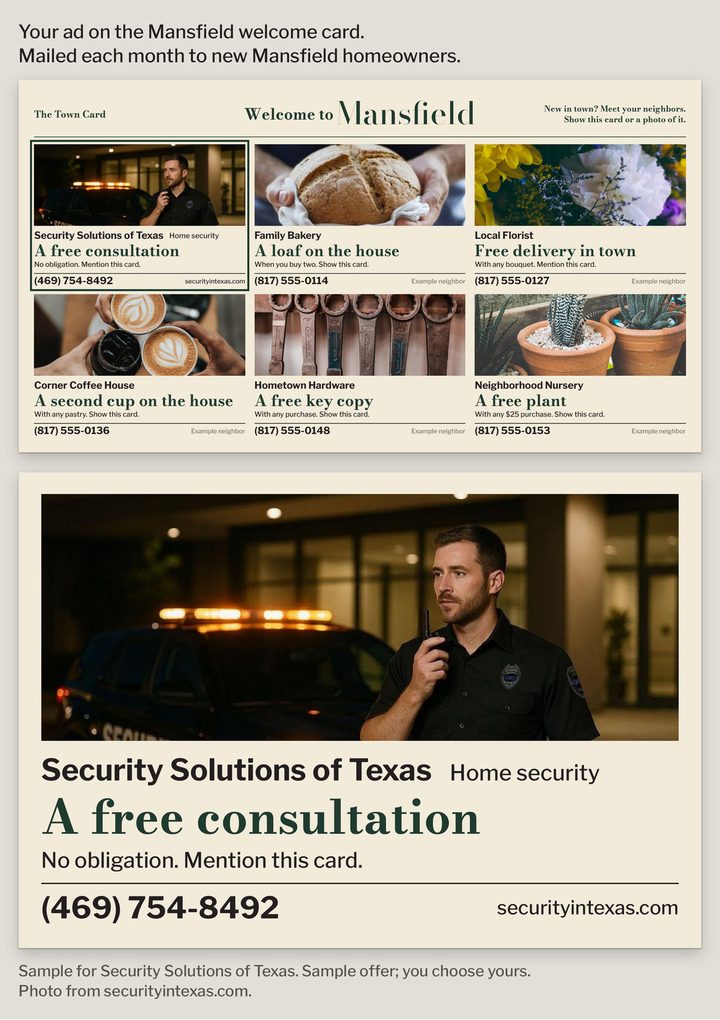 Your ad on the Mansfield welcome card.
Mailed each month to new Mansfield homeowners.
The Town Card
Welcome to Mansfield
New in town? Meet your neighbors.
Show this card or a photo of it.
Security Solutions of Texas Home security
A free consultation
No obligation. Mention this card.
(469) 754-8492 securityintexas.com
Family Bakery
A loaf on the house
When you buy two. Show this card.
(817) 555-0114 Example neighbor
Local Florist
Free delivery in town
With any bouquet. Mention this card.
(817) 555-0127 Example neighbor
Corner Coffee House
A second cup on the house
With any pastry. Show this card.
(817) 555-0136 Example neighbor
Hometown Hardware
A free key copy
With any purchase. Show this card.
(817) 555-0148 Example neighbor
Neighborhood Nursery
A free plant
With any $25 purchase. Show this card.
(817) 555-0153 Example neighbor
Security Solutions of Texas Home security
A free consultation
No obligation. Mention this card.
(469) 754-8492 securityintexas.com
Sample for Security Solutions of Texas. Sample offer; you choose yours.
Photo from securityintexas.com.